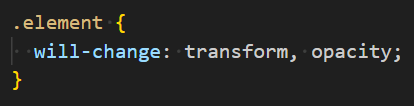 .element {
  will-change: transform, opacity;
}